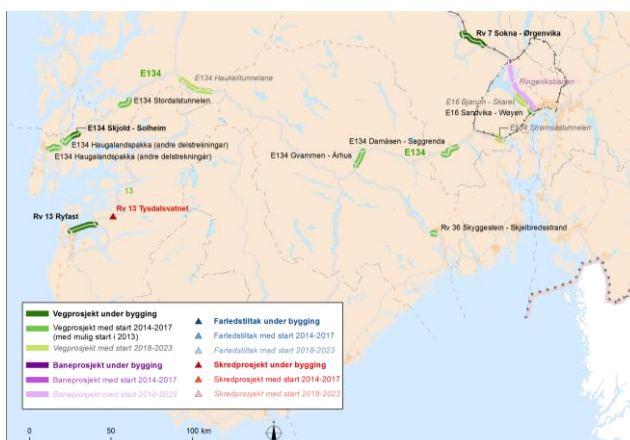 Rv 7 Sokna - Ørgenvika
E134
E134 Haukelitunnelane
Ringeriksbanen
E134 Stordalstunnelen
E16 Bjørum - Skaret
E16 Sandvika - Wøyen
E134 Strømsåstunnelen
E134 Skjold - Solheim
E134 Haugalandspakka (andre delstrekningar)
E134 Haugalandspakka (andre delstrekningar)
E134 Damåsen - Saggrenda
E134 Gvammen - Århus
E134
13
Rv 13 Tysdalsvatnet
Rv 13 Ryfast
Rv 36 Skyggestein - Skjelbredsstrand
Vegprosjekt under bygging
Vegprosjekt med start 2014-2017
(med mulig start i 2013)
Vegprosjekt med start 2018-2023
Baneprosjekt under bygging
Baneprosjekt med start 2014-2017
Baneprosjekt med start 2018-2023
Farledstiltak under bygging
Farledstiltak med start 2014-2017
Farledstiltak med start 2018-2023
Skredprosjekt under bygging
Skredprosjekt med start 2014-2017
Skredprosjekt med start 2018-2023
0 50 100 km